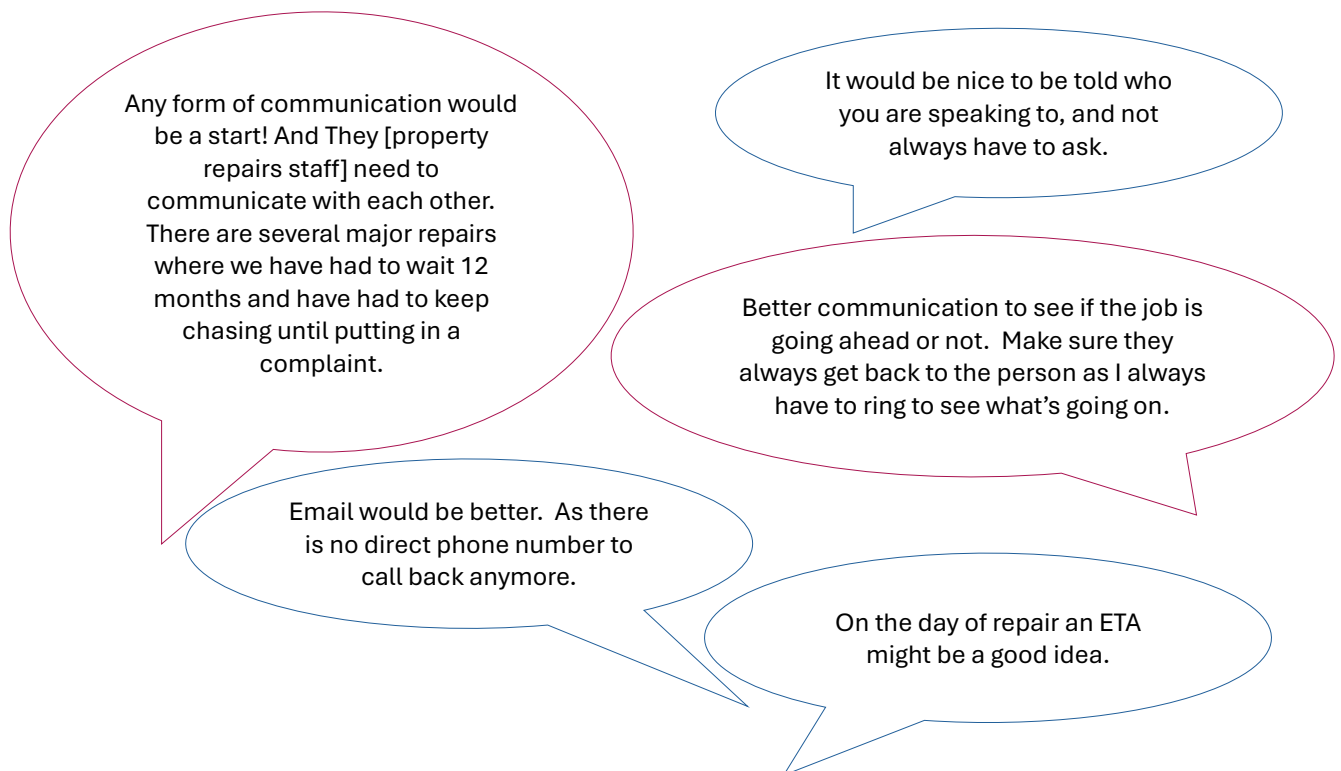 Any form of communication would
be a start! And They [property
repairs staff] need to
communicate with each other.
There are several major repairs
where we have had to wait 12
months and have had to keep
chasing until putting in a
complaint.
It would be nice to be told who
you are speaking to, and not
always have to ask.
Better communication to see if the job is
going ahead or not.  Make sure they
always get back to the person as I always
have to ring to see what’s going on.
Email would be better.  As there
is no direct phone number to
call back anymore.
On the day of repair an ETA
might be a good idea.